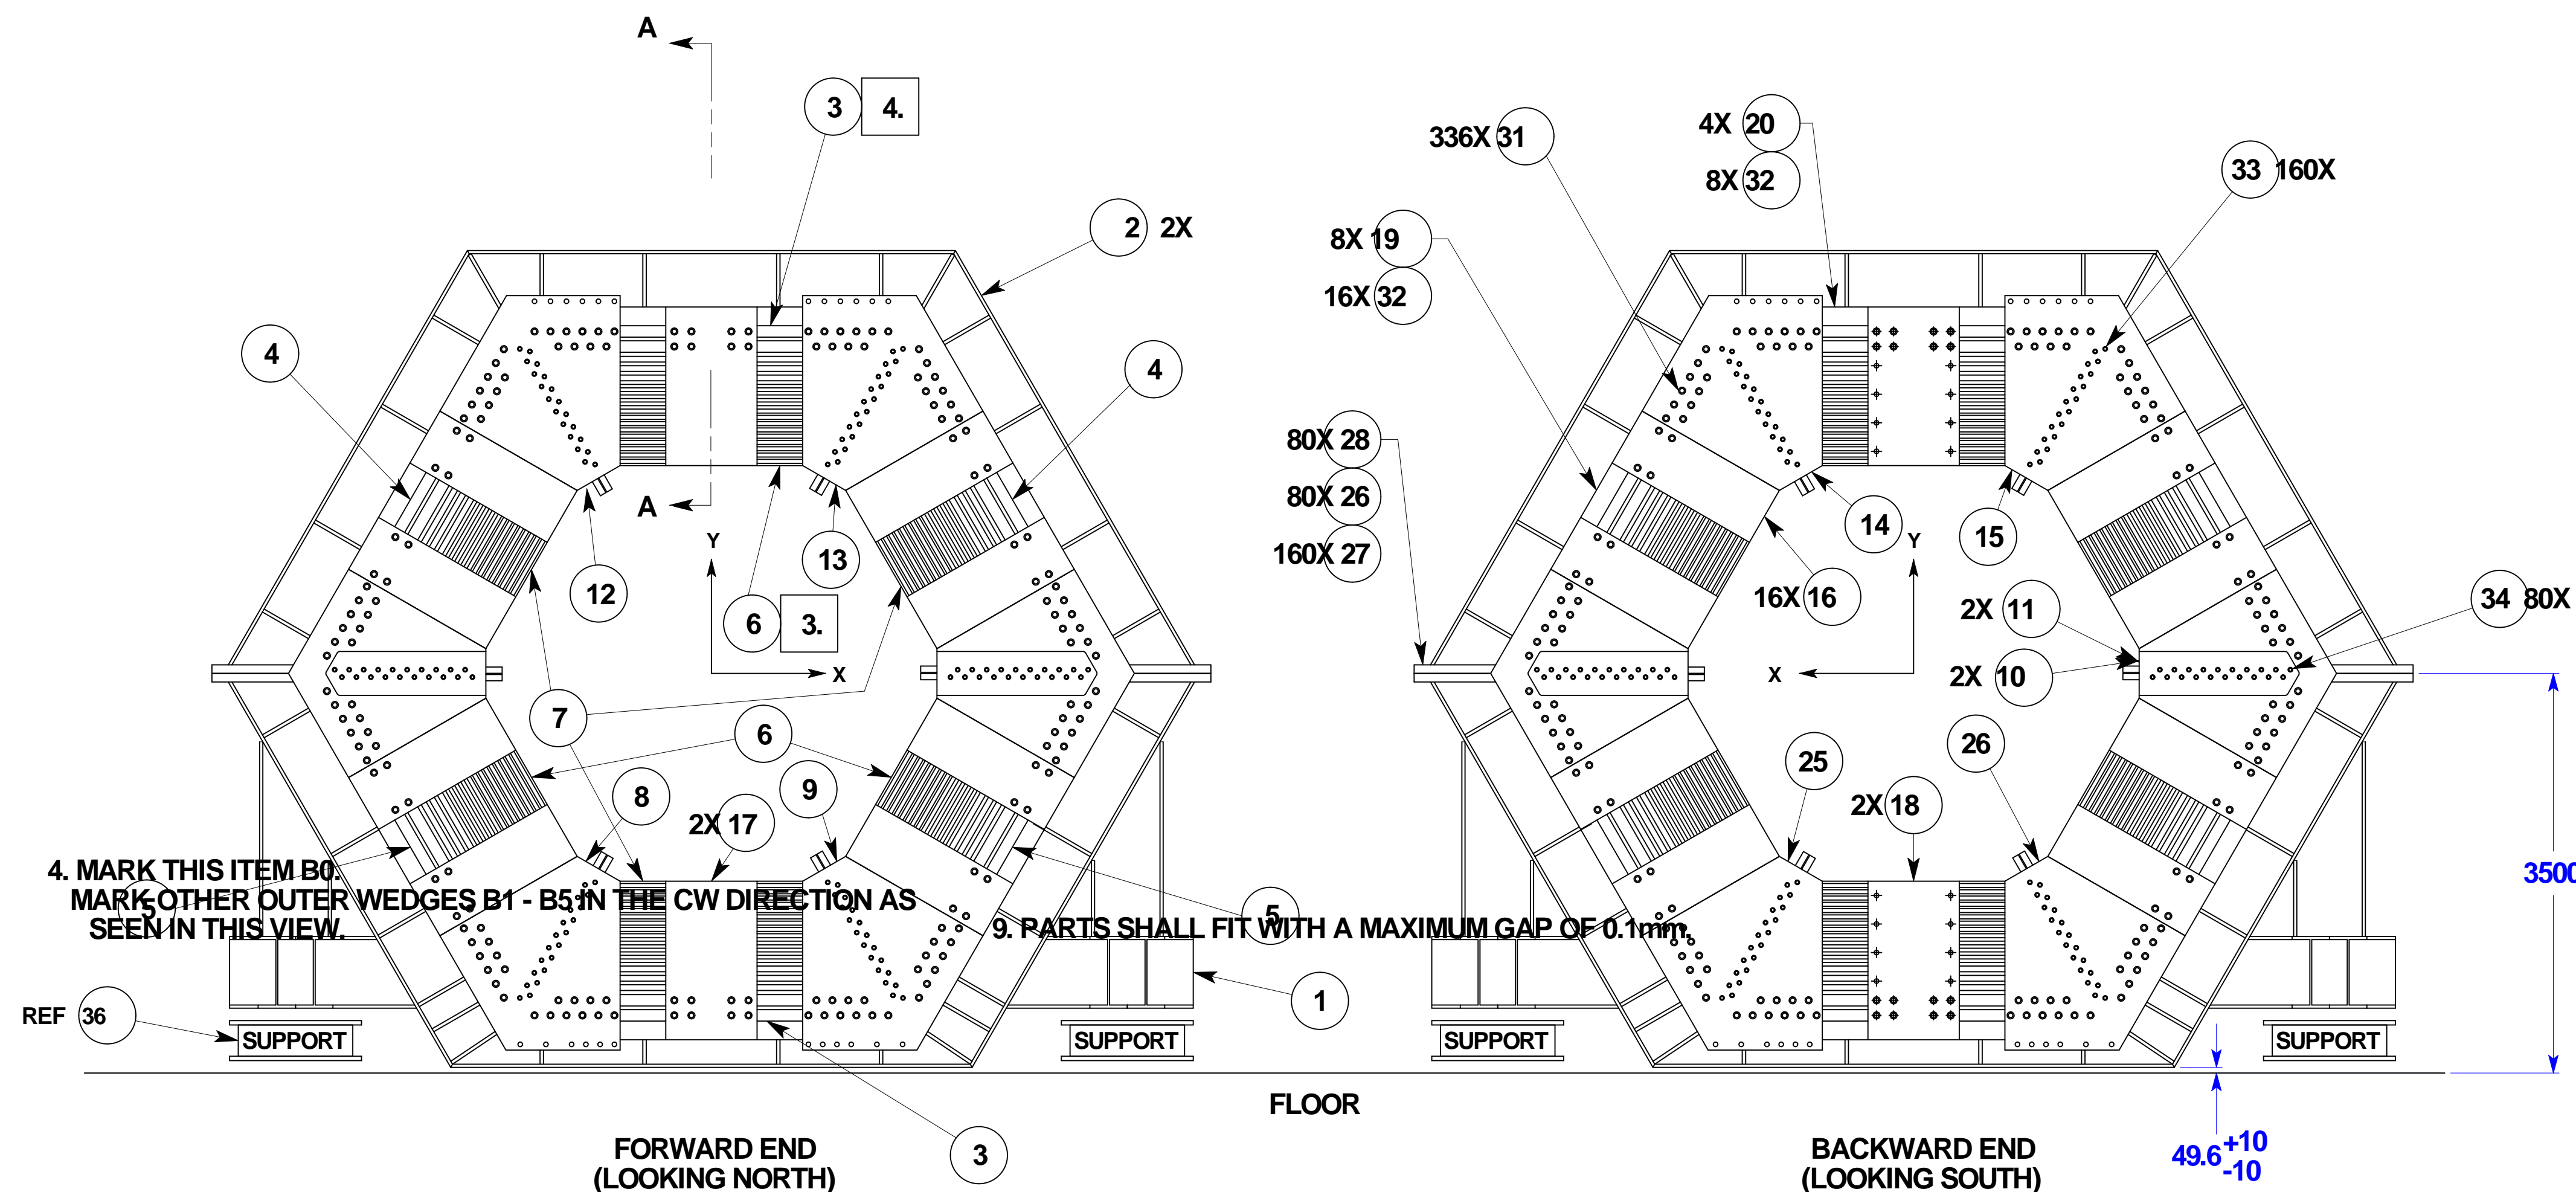 A
3 4.
4X 20
336X 31
8X 32
33 160X
2 2X
8X 19
16X 32
4
4
80X 28
80X 26
160X 27
A
14
15
Y
Y
13
12
16X 16
2X 11
34 80X
6 3.
X
X
2X 10
7
6
26
25
8
9
2X 17
2X 18
4. MARK THIS ITEM B0.
MARK OTHER OUTER WEDGES B1 - B5 IN THE CW DIRECTION AS
SEEN IN THIS VIEW.
5
5
9. PARTS SHALL FIT WITH A MAXIMUM GAP OF 0.1mm.
3500
1
REF 36
SUPPORT
SUPPORT
SUPPORT
SUPPORT
FLOOR
FORWARD END
(LOOKING NORTH)
3
BACKWARD END
(LOOKING SOUTH)
49.6 +10
-10